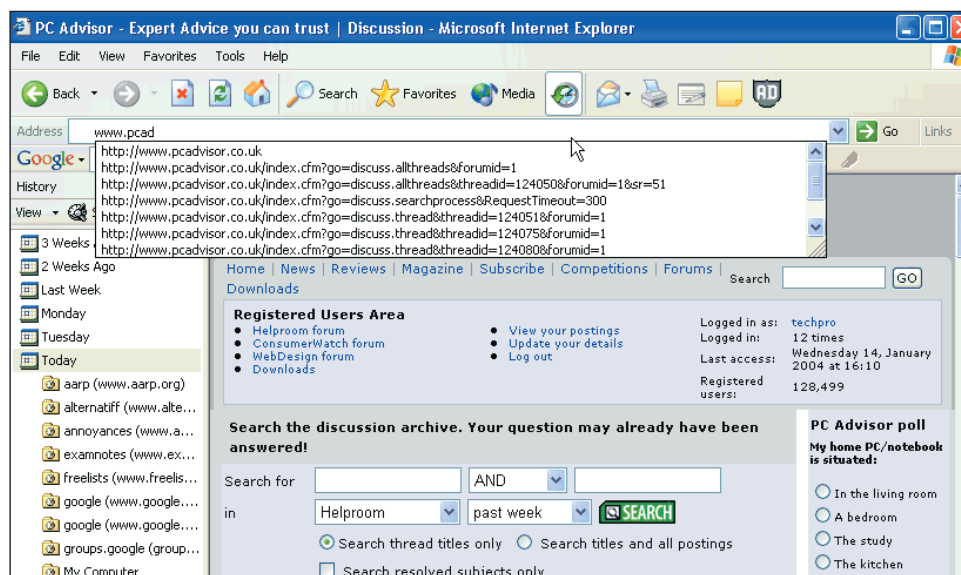 PC Advisor - Expert Advice you can trust | Discussion - Microsoft Internet Explorer
File Edit View Favorites Tools Help
Back Search Favorites Media AD
Address www.pcad Go Links
Google
http://www.pcadvisor.co.uk
http://www.pcadvisor.co.uk/index.cfm?go=discuss.allthreads&forumid=1
http://www.pcadvisor.co.uk/index.cfm?go=discuss.allthreads&threadid=124050&forumid=1&sr=51
http://www.pcadvisor.co.uk/index.cfm?go=discuss.searchprocess&RequestTimeout=300
http://www.pcadvisor.co.uk/index.cfm?go=discuss.thread&threadid=124051&forumid=1
http://www.pcadvisor.co.uk/index.cfm?go=discuss.thread&threadid=124075&forumid=1
http://www.pcadvisor.co.uk/index.cfm?go=discuss.thread&threadid=124080&forumid=1
History
View
3 Weeks
2 Weeks Ago
Last Week
Monday
Tuesday
Today
aarp (www.aarp.org)
alternatiff (www.alte...
annoyances (www.a...
examnotes (www.ex...
freelists (www.freelis...
google (www.google....
google (www.google....
groups.google (group...
My Computer
Home | News | Reviews | Magazine | Subscribe | Competitions | Forums |
Downloads
Search GO
Registered Users Area
Helproom forum
ConsumerWatch forum
WebDesign forum
Downloads
View your postings
Update your details
Log out
Logged in as: techpro
Logged in: 12 times
Last access: Wednesday 14, January
2004 at 16:10
Registered
users: 128,499
Search the discussion archive. Your question may already have been
answered!
Search for AND
in Helproom past week SEARCH
Search thread titles only Search titles and all postings
Search resolved subjects only
PC Advisor poll
My home PC/notebook
is situated:
In the living room
A bedroom
The study
The kitchen